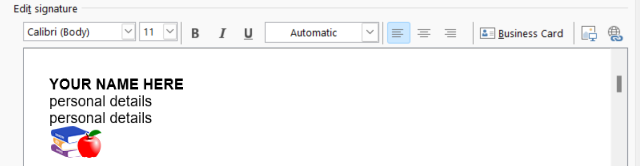 Edit signature
Calibri (Body) 11 B I U Automatic Business Card
YOUR NAME HERE
personal details
personal details